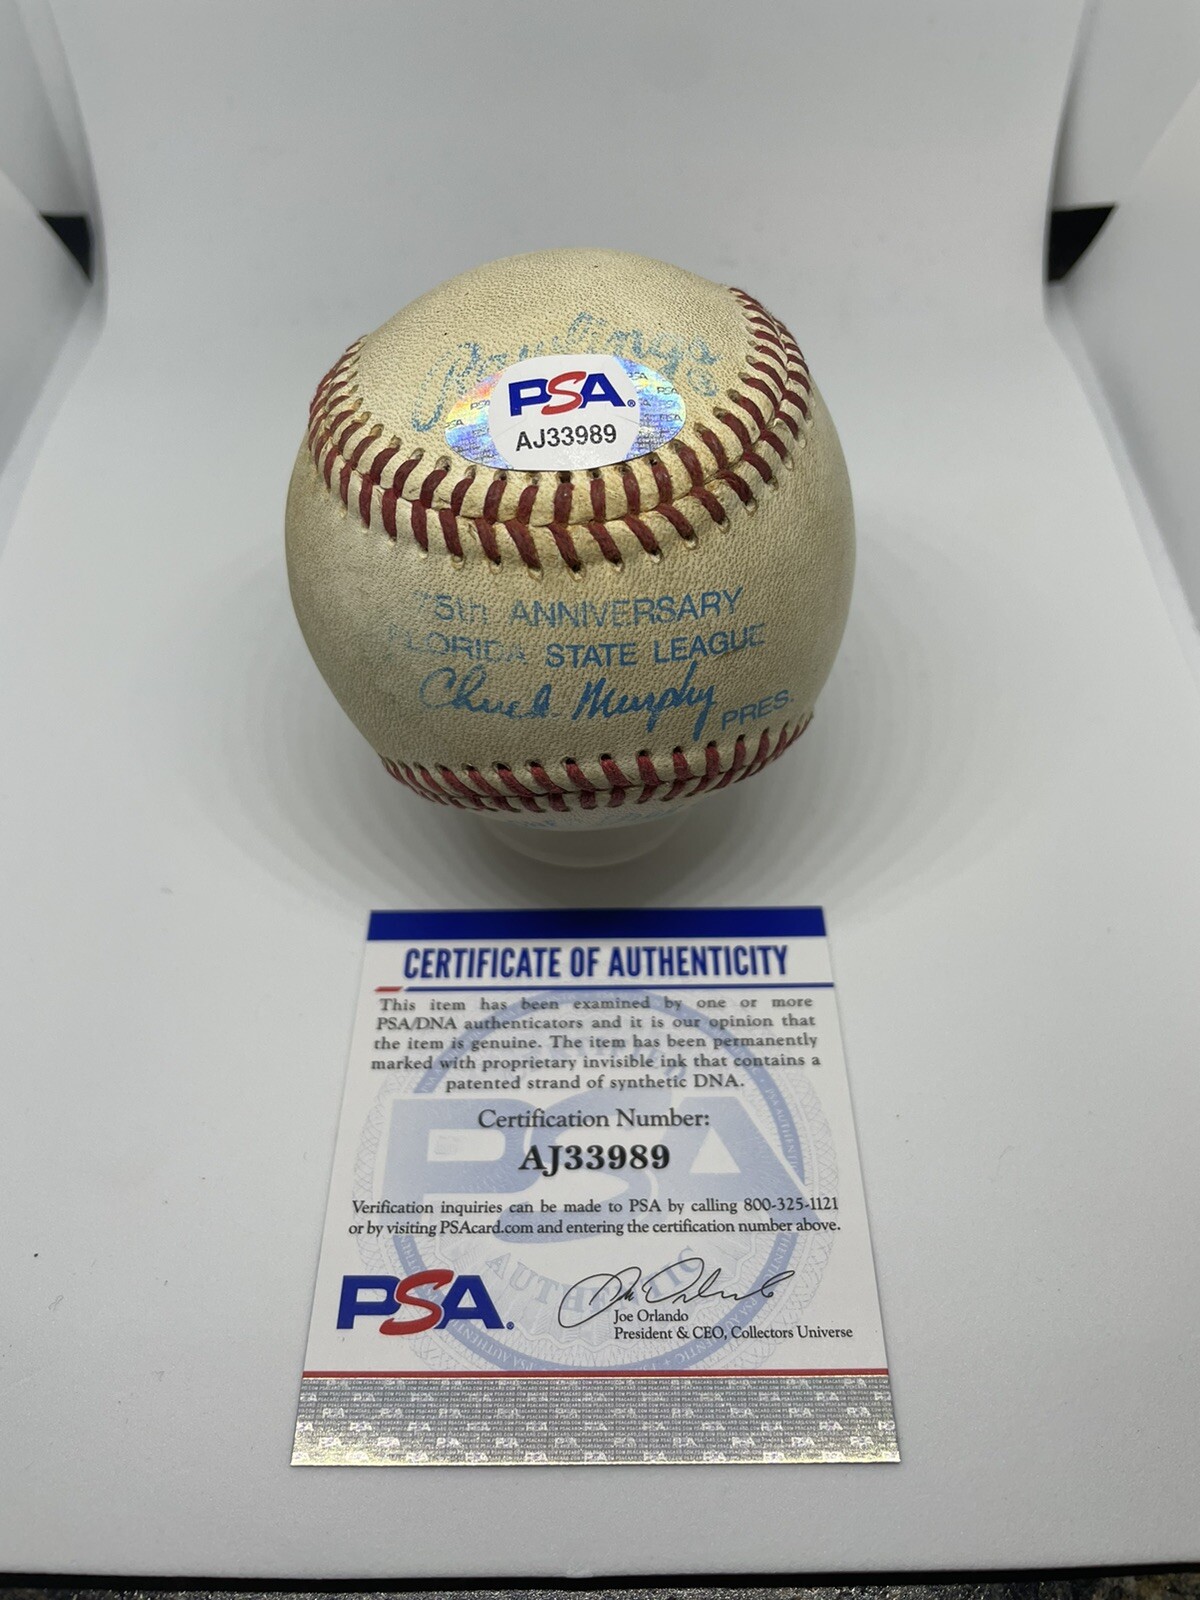 Rawlings
PSA®
AJ33989
75th ANNIVERSARY
FLORIDA STATE LEAGUE
Chuck Murphy PRES.
CERTIFICATE OF AUTHENTICITY
This item has been examined by one or more
PSA/DNA authenticators and it is our opinion that
the item is genuine. The item has been permanently
marked with proprietary invisible ink that contains a
patented strand of synthetic DNA.
Certification Number:
AJ33989
Verification inquiries can be made to PSA by calling 800-325-1121
or by visiting PSAcard.com and entering the certification number above.
PSA®
Joe Orlando
President & CEO, Collectors Universe